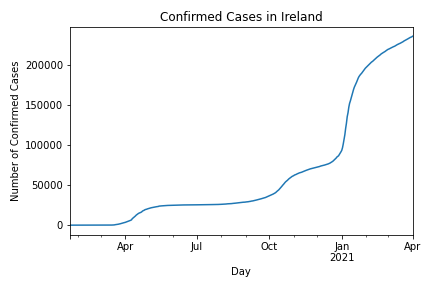 Confirmed Cases in Ireland
Number of Confirmed Cases
200000
150000
100000
50000
0
Apr Jul Oct Jan Apr
2021
Day